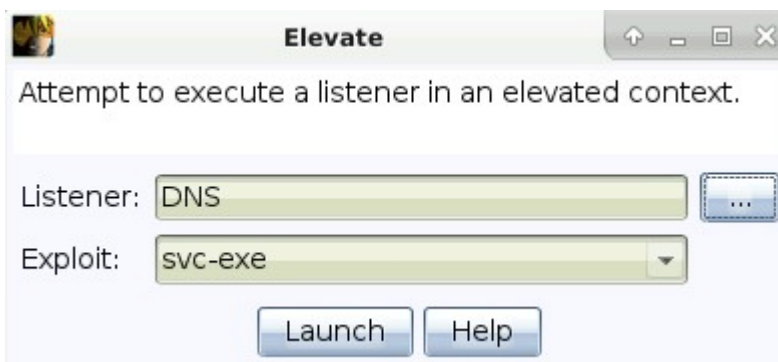 Elevate
Attempt to execute a listener in an elevated context.
Listener: DNS ...
Exploit: svc-exe
Launch Help